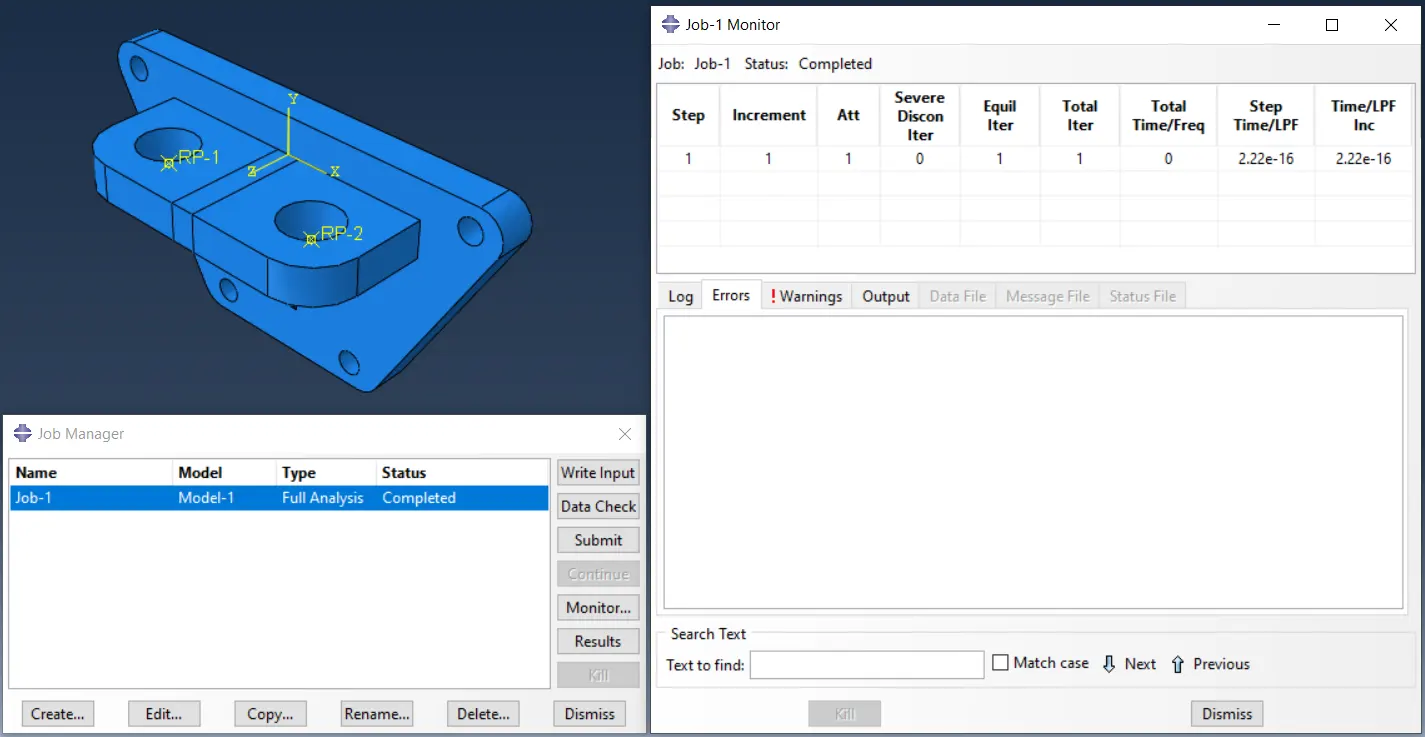 Y
RP-1
Z
X
RP-2
Job Manager
Name Model Type Status
Job-1 Model-1 Full Analysis Completed
Write Input
Data Check
Submit
Continue
Monitor...
Results
Kill
Create... Edit... Copy... Rename... Delete... Dismiss
Job-1 Monitor
Job: Job-1 Status: Completed
Step Increment Att Severe Discon Iter Equil Iter Total Iter Total Time/Freq Step Time/LPF Time/LPF Inc
1 1 1 0 1 1 0 2.22e-16 2.22e-16
Log Errors ! Warnings Output Data File Message File Status File
Search Text
Text to find: Match case Next Previous
Kill Dismiss